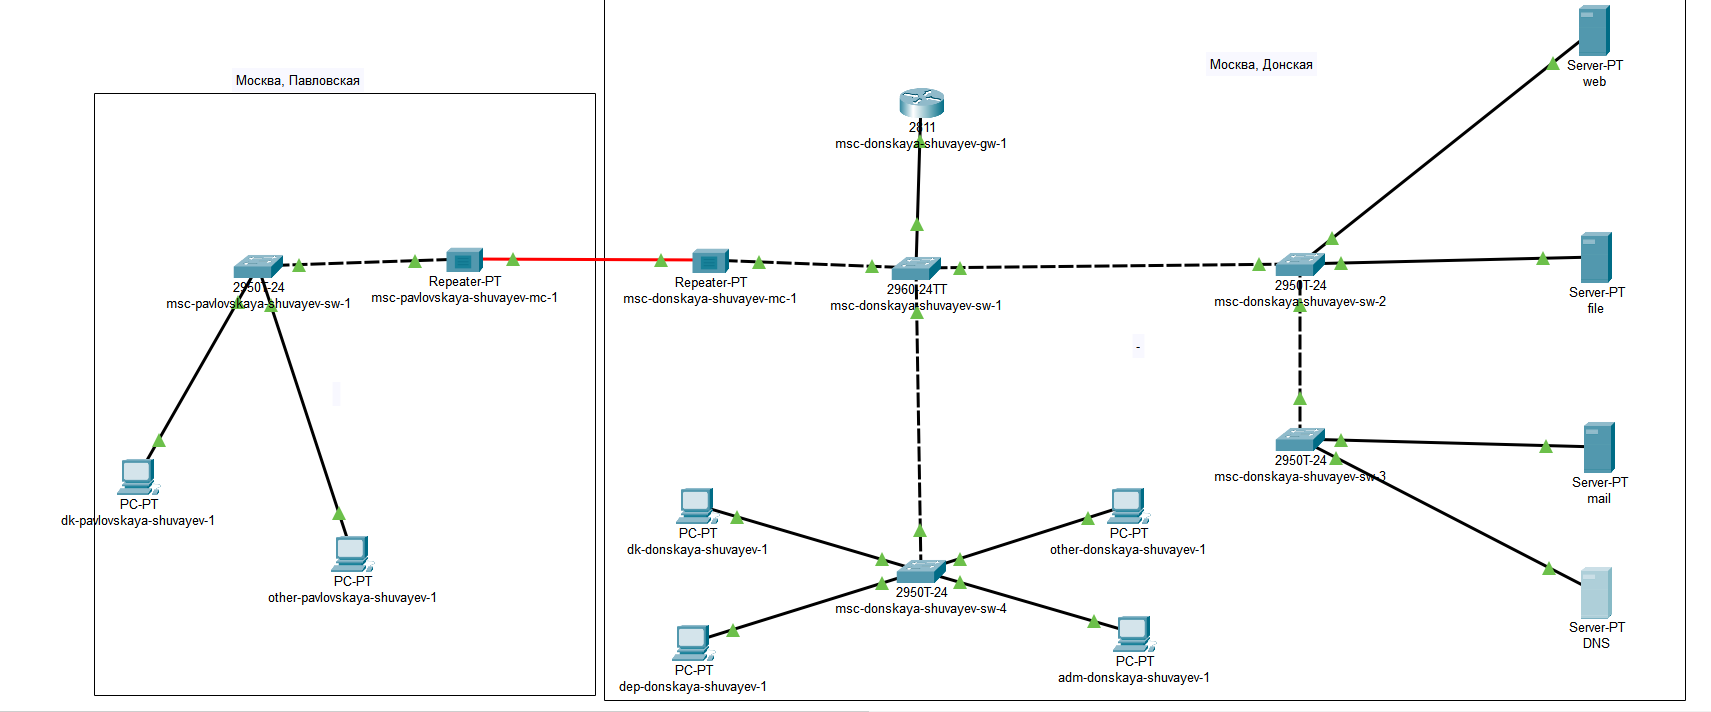 Москва, Павловская
Москва, Донская
Server-PT
web
2811
msc-donskaya-shuvayev-gw-1
2950T-24
msc-pavlovskaya-shuvayev-sw-1
Repeater-PT
msc-pavlovskaya-shuvayev-mc-1
Repeater-PT
msc-donskaya-shuvayev-mc-1
2960-24TT
msc-donskaya-shuvayev-sw-1
2950T-24
msc-donskaya-shuvayev-sw-2
Server-PT
file
-
2950T-24
msc-donskaya-shuvayev-sw-3
Server-PT
mail
PC-PT
dk-pavlovskaya-shuvayev-1
PC-PT
other-pavlovskaya-shuvayev-1
PC-PT
dk-donskaya-shuvayev-1
PC-PT
other-donskaya-shuvayev-1
2950T-24
msc-donskaya-shuvayev-sw-4
PC-PT
dep-donskaya-shuvayev-1
PC-PT
adm-donskaya-shuvayev-1
Server-PT
DNS